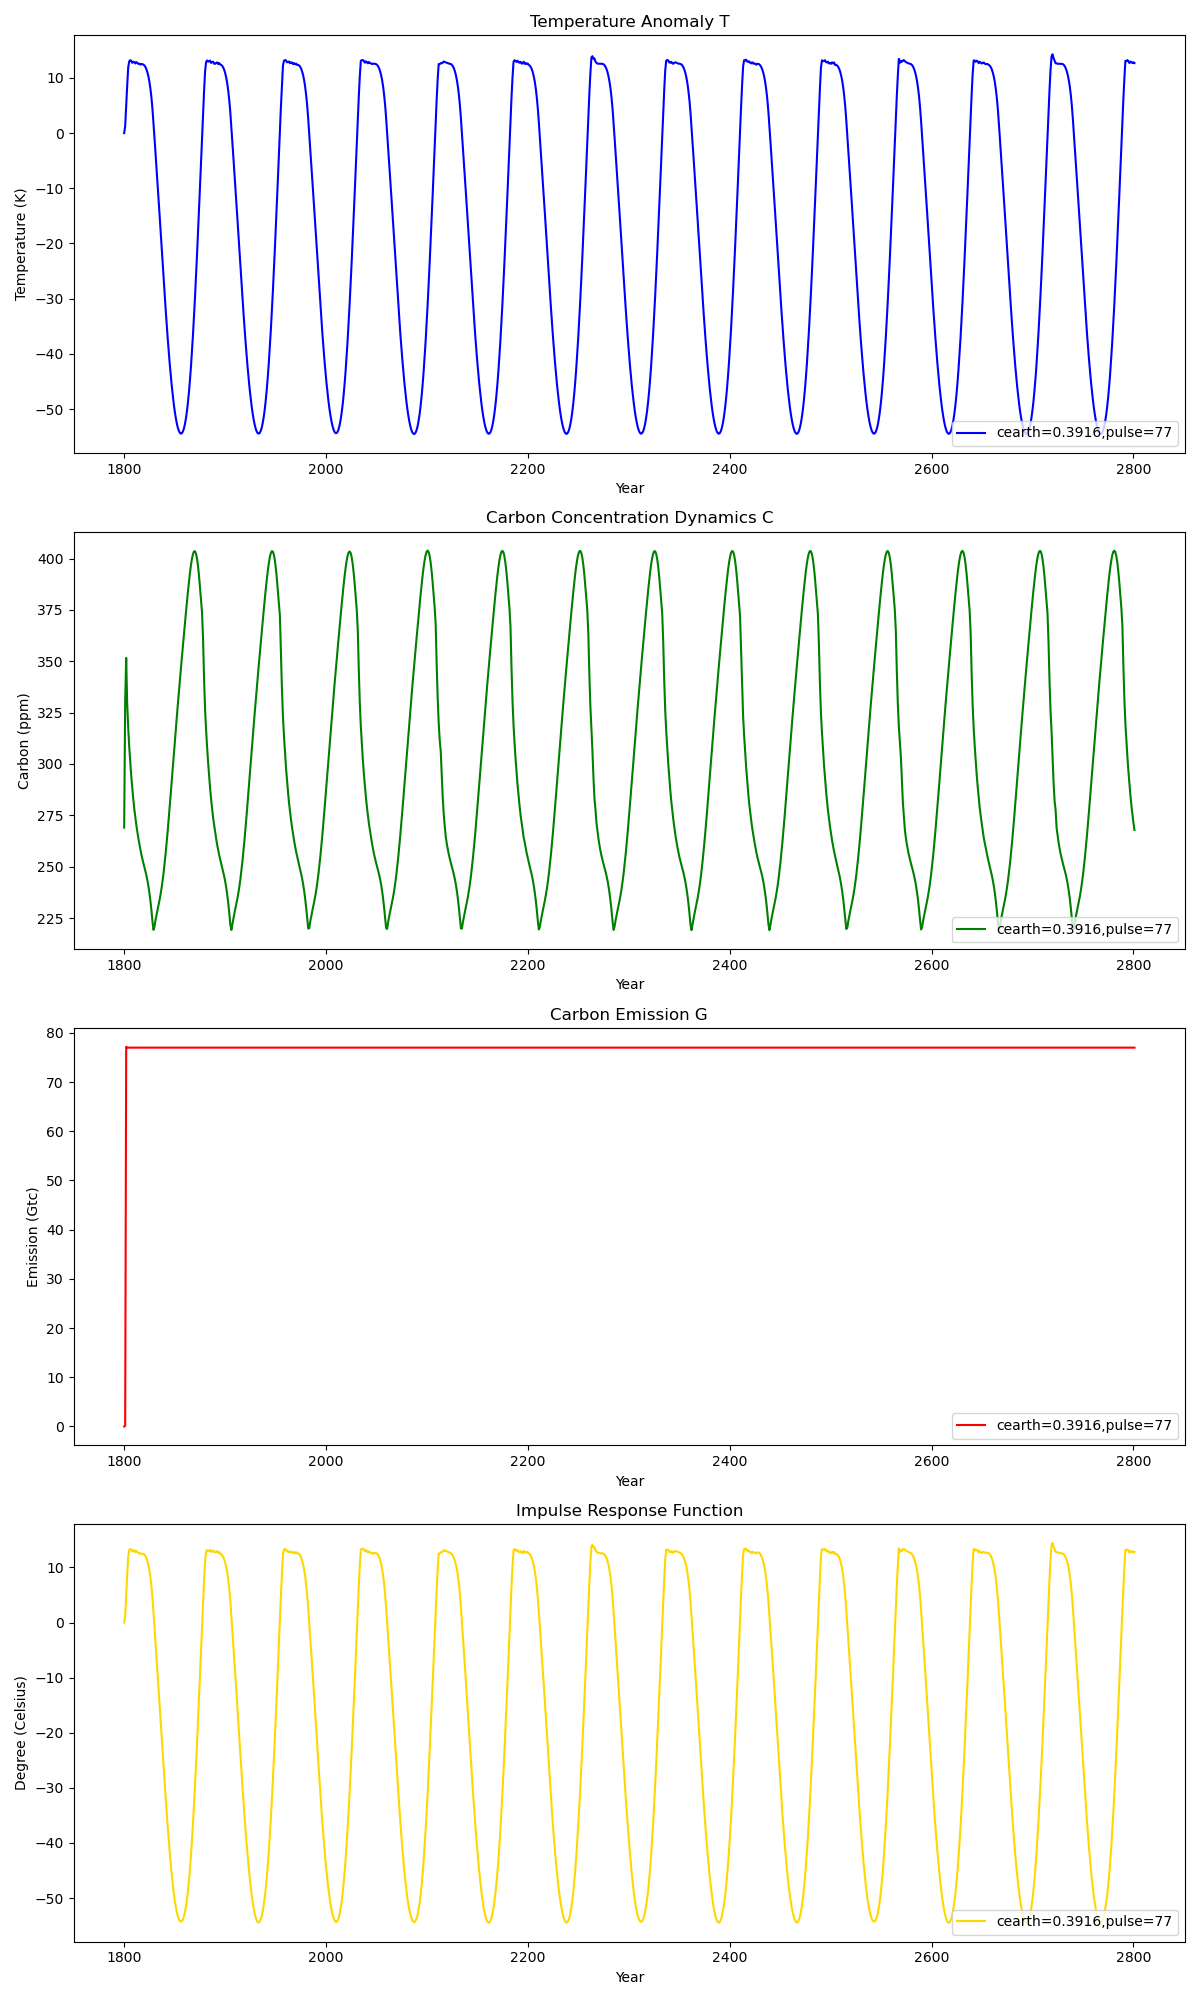 Temperature Anomaly T
10
0
−10
−20
−30
−40
−50
Temperature (K)
cearth=0.3916,pulse=77
1800 2000 2200 2400 2600 2800
Year
Carbon Concentration Dynamics C
400
375
350
325
300
275
250
225
Carbon (ppm)
cearth=0.3916,pulse=77
1800 2000 2200 2400 2600 2800
Year
Carbon Emission G
80
70
60
50
40
30
20
10
0
Emission (Gtc)
cearth=0.3916,pulse=77
1800 2000 2200 2400 2600 2800
Year
Impulse Response Function
10
0
−10
−20
−30
−40
−50
Degree (Celsius)
cearth=0.3916,pulse=77
1800 2000 2200 2400 2600 2800
Year